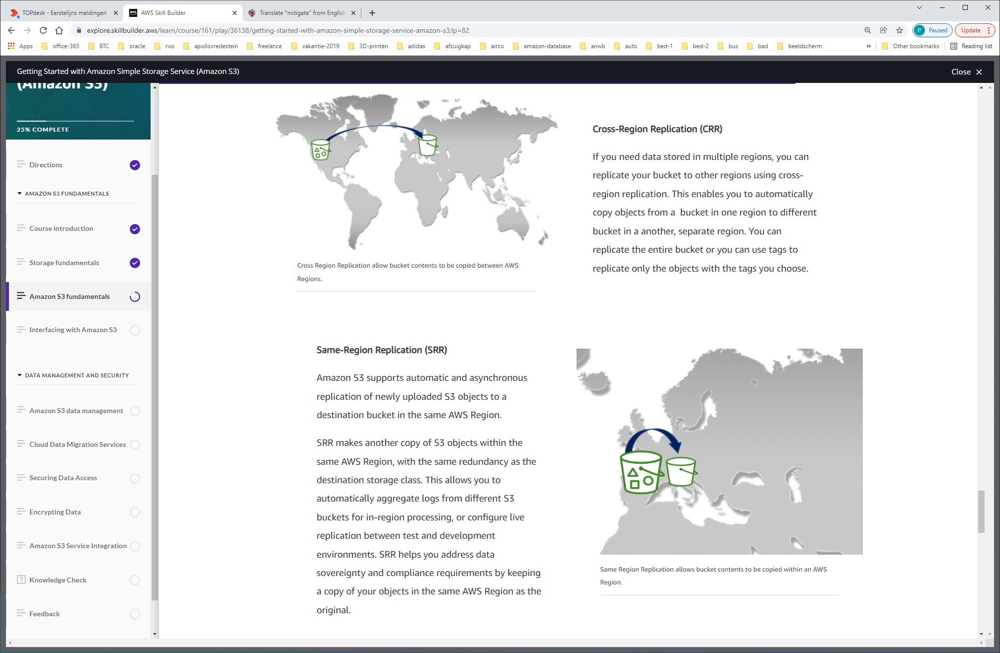 TOPdesk - Eerstelijns meldingen
AWS Skill Builder
Translate "mitigate" from English
explore.skillbuilder.aws/learn/course/161/play/36138/getting-started-with-amazon-simple-storage-service-amazon-s3;lp=82
P Paused
Update
Apps office-365 BTC oracle rws apollovredestein freelance vakantie-2019 3D-printen adidas afzuigkap airco amazon-database anwb auto bed-1 bed-2 bus bad beeldscherm » Other bookmarks Reading list
Getting Started with Amazon Simple Storage Service (Amazon S3)
Close
(Amazon S3)
25% COMPLETE
Directions
AMAZON S3 FUNDAMENTALS
Course introduction
Storage fundamentals
Amazon S3 fundamentals
Interfacing with Amazon S3
DATA MANAGEMENT AND SECURITY
Amazon S3 data management
Cloud Data Migration Services
Securing Data Access
Encrypting Data
Amazon S3 Service Integration
Knowledge Check
Feedback
Cross Region Replication allow bucket contents to be copied between AWS
Regions.
Cross-Region Replication (CRR)
If you need data stored in multiple regions, you can
replicate your bucket to other regions using cross-
region replication. This enables you to automatically
copy objects from a  bucket in one region to different
bucket in a another, separate region. You can
replicate the entire bucket or you can use tags to
replicate only the objects with the tags you choose.
Same-Region Replication (SRR)
Amazon S3 supports automatic and asynchronous
replication of newly uploaded S3 objects to a
destination bucket in the same AWS Region.
SRR makes another copy of S3 objects within the
same AWS Region, with the same redundancy as the
destination storage class. This allows you to
automatically aggregate logs from different S3
buckets for in-region processing, or configure live
replication between test and development
environments. SRR helps you address data
sovereignty and compliance requirements by keeping
a copy of your objects in the same AWS Region as the
original.
Same Region Replication allows bucket contents to be copied within an AWS
Region.